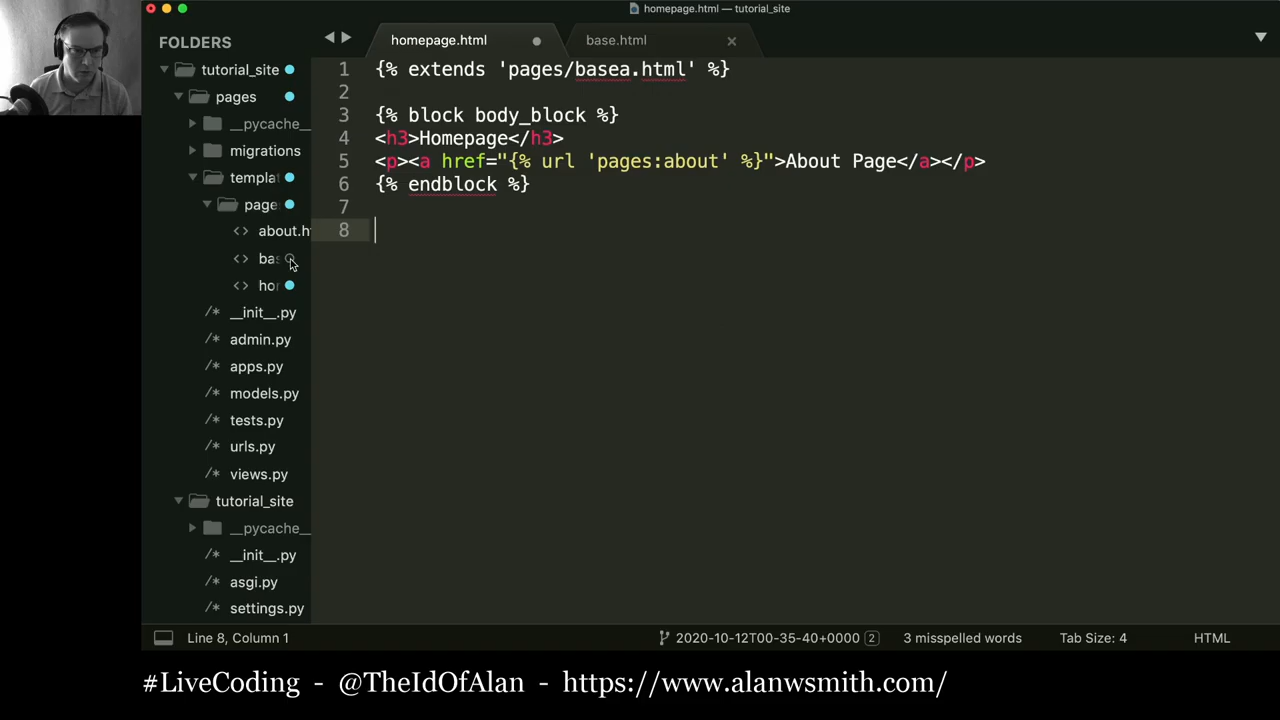 homepage.html — tutorial_site
FOLDERS
homepage.html
base.html
tutorial_site
pages
__pycache_
migrations
templat
page
about.h
ba
ho
__init__.py
admin.py
apps.py
models.py
tests.py
urls.py
views.py
tutorial_site
__pycache_
__init__.py
asgi.py
settings.py
1 {% extends 'pages/basea.html' %}
2
3 {% block body_block %}
4 <h3>Homepage</h3>
5 <p><a href="{% url 'pages:about' %}">About Page</a></p>
6 {% endblock %}
7
8
Line 8, Column 1
2020-10-12T00-35-40+0000 2
3 misspelled words
Tab Size: 4
HTML
#LiveCoding - @TheIdOfAlan - https://www.alanwsmith.com/